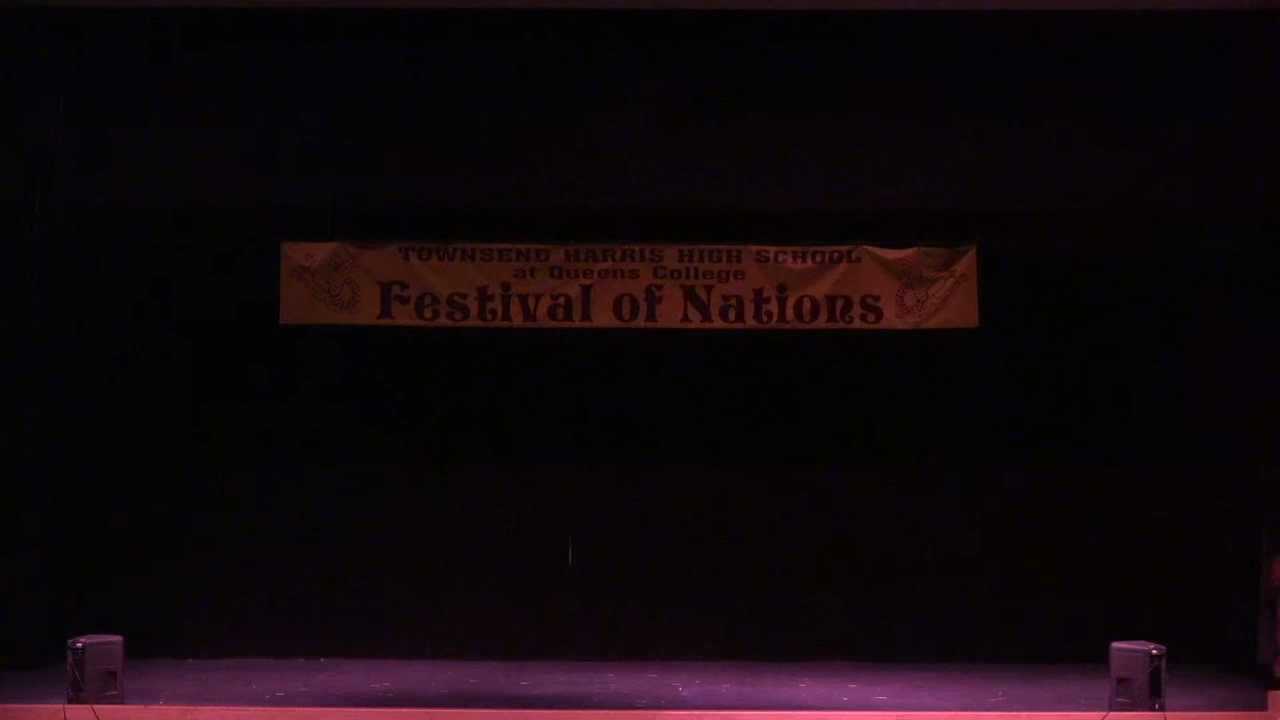 TOWNSEND HARRIS HIGH SCHOOL
at Queens College
Festival of Nations